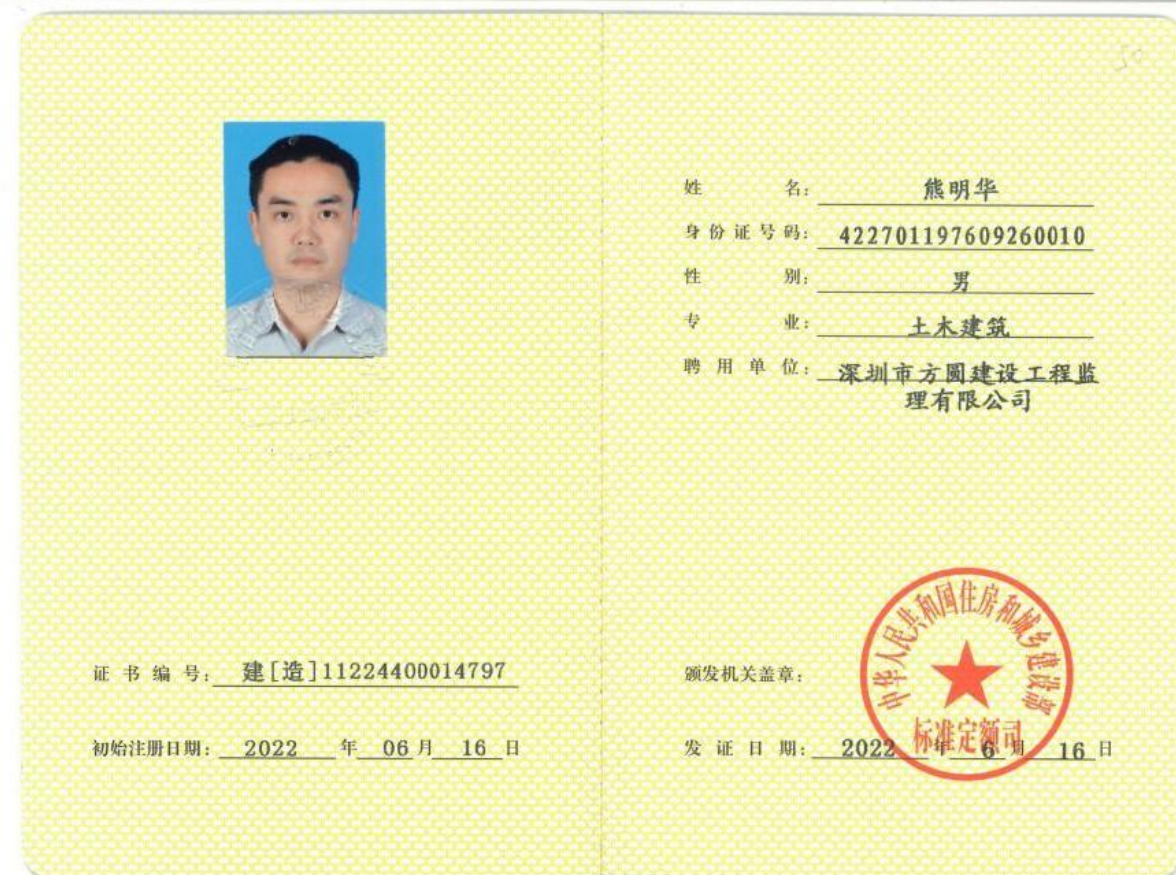 证书编号: 建[造]11224400014797
初始注册日期: 2022 年 06 月 16 日
姓名: 熊明华
身份证号码: 422701197609260010
性别: 男
专业: 土木建筑
聘用单位: 深圳市方圆建设工程监
理有限公司
颁发机关盖章:
中华人民共和国住房和城乡建设部
标准定额司
发证日期: 2022 年 6 月 16 日